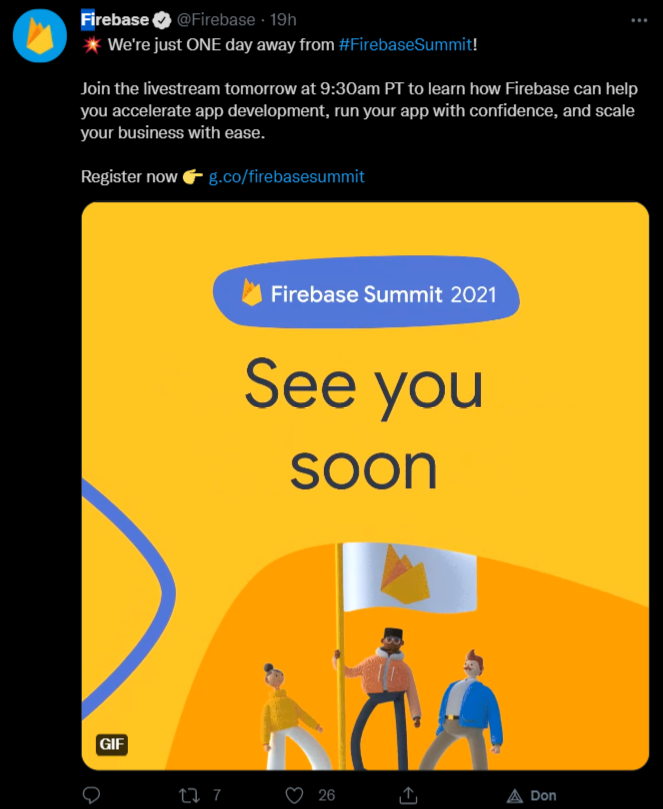 Firebase @Firebase · 19h
💥 We're just ONE day away from #FirebaseSummit!
Join the livestream tomorrow at 9:30am PT to learn how Firebase can help
you accelerate app development, run your app with confidence, and scale
your business with ease.
Register now 👉 g.co/firebasesummit
Firebase Summit 2021
See you
soon
GIF
7 26 Don